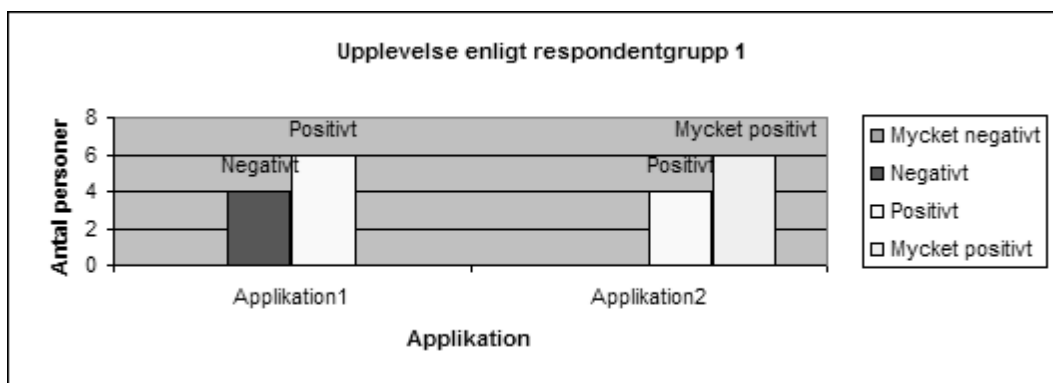 Upplevelse enligt respondentgrupp 1
Antal personer
8
6
4
2
0
Positivt
Negativt
Mycket positivt
Positivt
Applikation1
Applikation2
Applikation
Mycket negativt
Negativt
Positivt
Mycket positivt